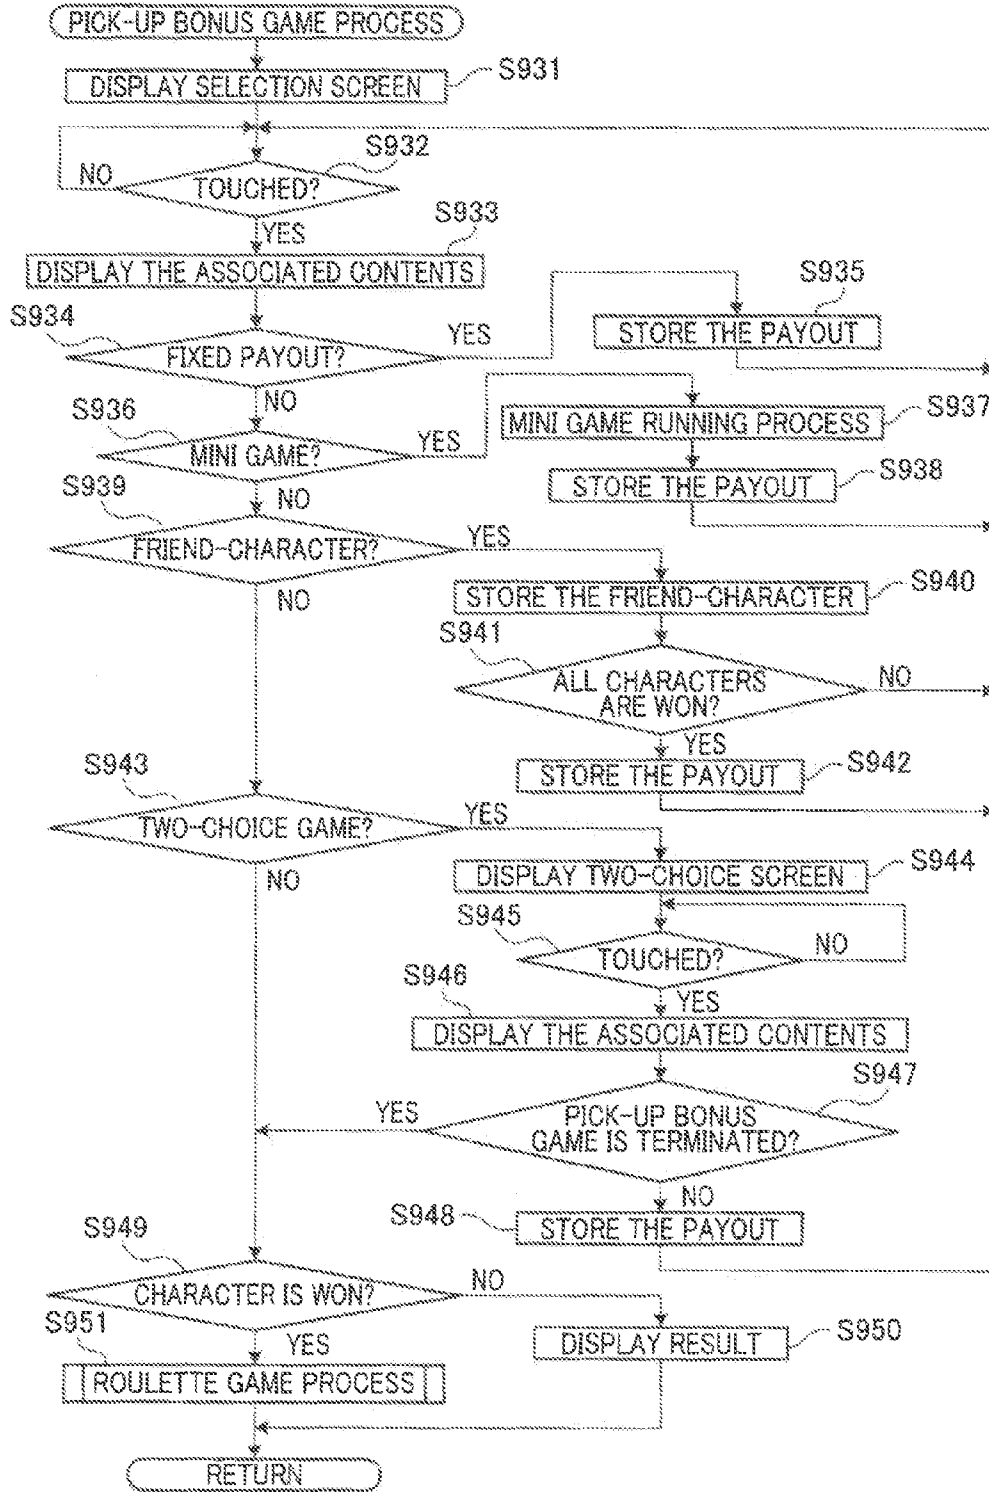 PICK-UP BONUS GAME PROCESS
DISPLAY SELECTION SCREEN
S931
S932
NO
TOUCHED?
YES
S933
DISPLAY THE ASSOCIATED CONTENTS
S934
FIXED PAYOUT?
YES
S935
STORE THE PAYOUT
NO
S936
MINI GAME?
YES
MINI GAME RUNNING PROCESS
S937
STORE THE PAYOUT
S938
NO
S939
FRIEND-CHARACTER?
YES
NO
STORE THE FRIEND-CHARACTER
S940
S941
ALL CHARACTERS
ARE WON?
NO
YES
STORE THE PAYOUT
S942
S943
TWO-CHOICE GAME?
YES
NO
DISPLAY TWO-CHOICE SCREEN
S944
S945
TOUCHED?
NO
YES
S946
DISPLAY THE ASSOCIATED CONTENTS
S947
PICK-UP BONUS
GAME IS TERMINATED?
YES
NO
S948
STORE THE PAYOUT
S949
CHARACTER IS WON?
NO
YES
DISPLAY RESULT
S950
S951
ROULETTE GAME PROCESS
RETURN